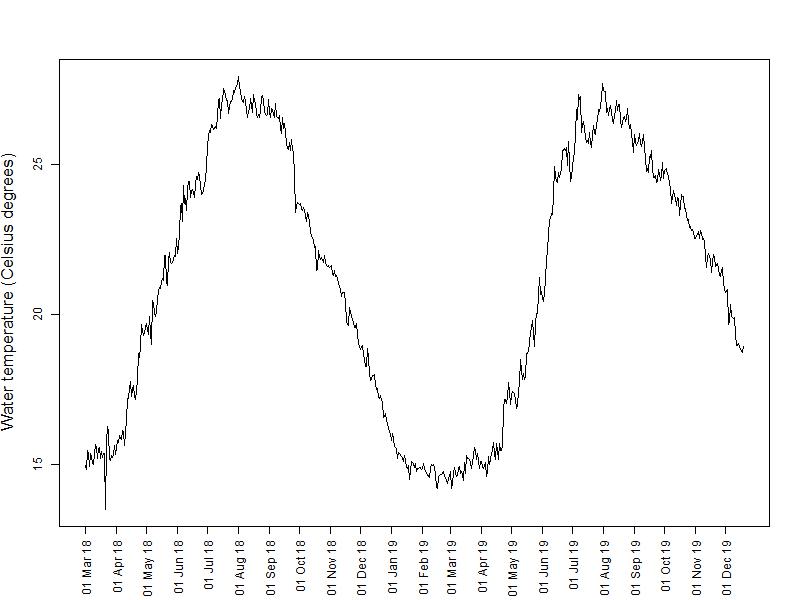 Water temperature (Celsius degrees)
25
20
15
01 Mar 18
01 Apr 18
01 May 18
01 Jun 18
01 Jul 18
01 Aug 18
01 Sep 18
01 Oct 18
01 Nov 18
01 Dec 18
01 Jan 19
01 Feb 19
01 Mar 19
01 Apr 19
01 May 19
01 Jun 19
01 Jul 19
01 Aug 19
01 Sep 19
01 Oct 19
01 Nov 19
01 Dec 19